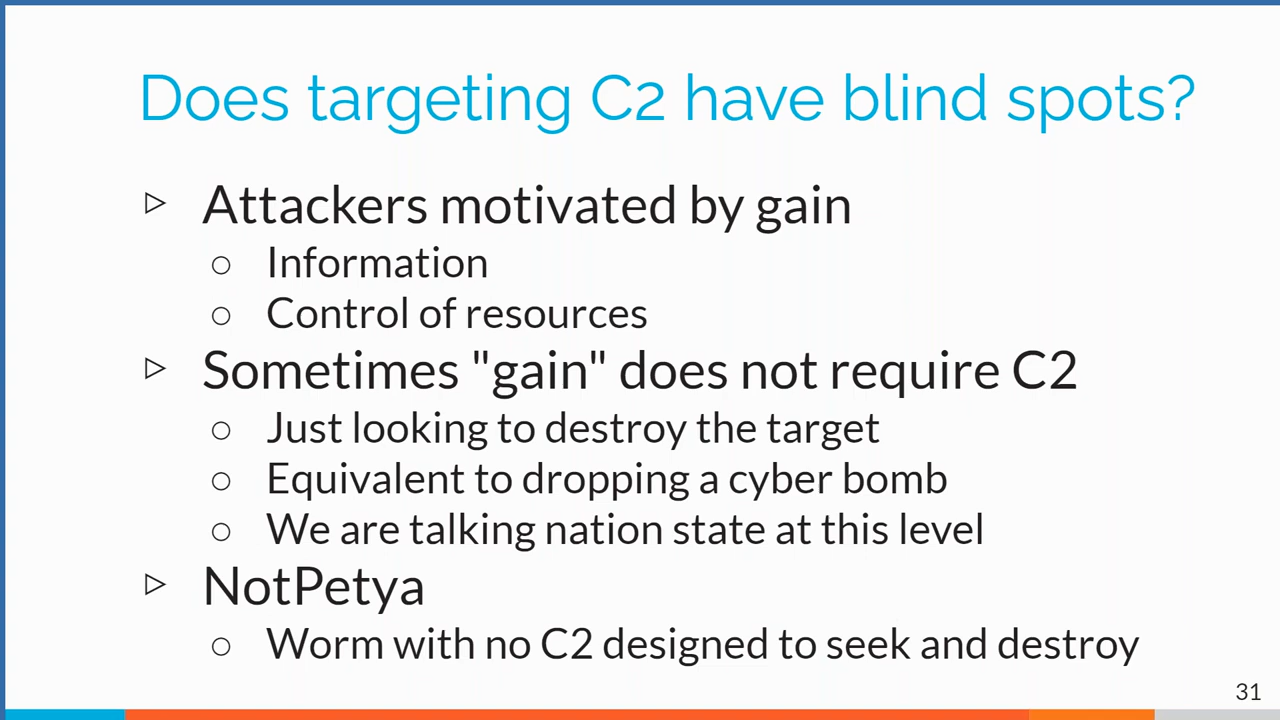 Does targeting C2 have blind spots?
▷ Attackers motivated by gain
○ Information
○ Control of resources
▷ Sometimes "gain" does not require C2
○ Just looking to destroy the target
○ Equivalent to dropping a cyber bomb
○ We are talking nation state at this level
▷ NotPetya
○ Worm with no C2 designed to seek and destroy
31